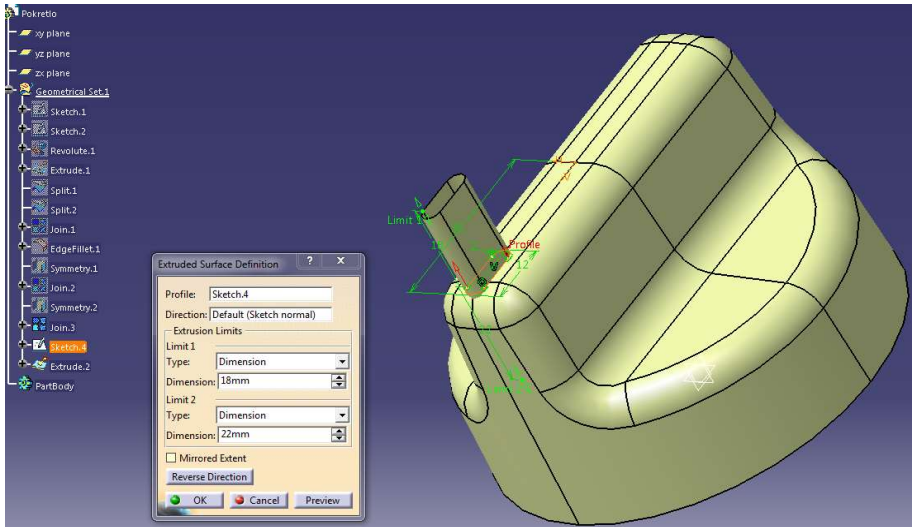 Pokretlo
xy plane
yz plane
zx plane
Geometrical Set.1
Sketch.1
Sketch.2
Revolute.1
Extrude.1
Split.1
Split.2
Join.1
EdgeFillet.1
Symmetry.1
Join.2
Symmetry.2
Join.3
Sketch.4
Extrude.2
PartBody
Extruded Surface Definition
Profile: Sketch.4
Direction: Default (Sketch normal)
Extrusion Limits
Limit 1
Type: Dimension
Dimension: 18mm
Limit 2
Type: Dimension
Dimension: 22mm
Mirrored Extent
Reverse Direction
OK Cancel Preview
Limit 1
Profile
12